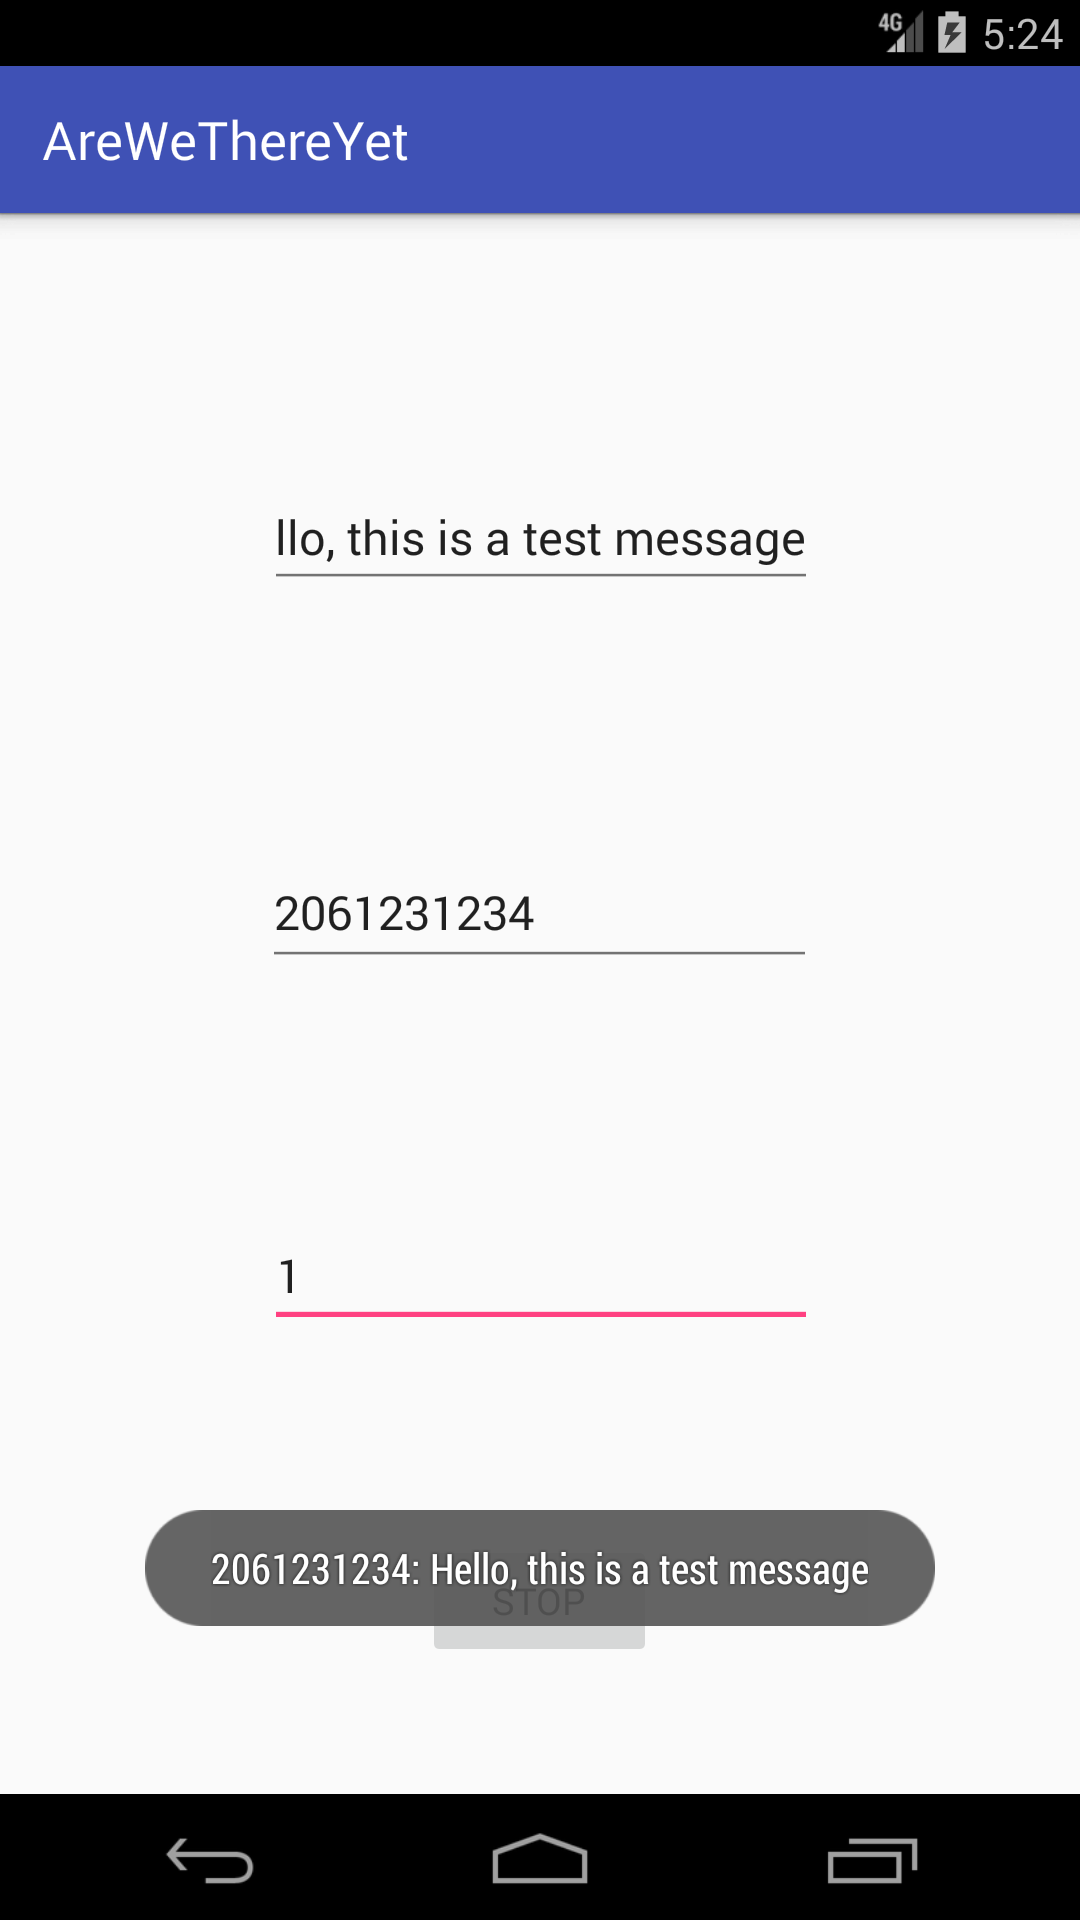 4G 5:24
AreWeThereYet
llo, this is a test message
2061231234
1
2061231234: Hello, this is a test message
STOP